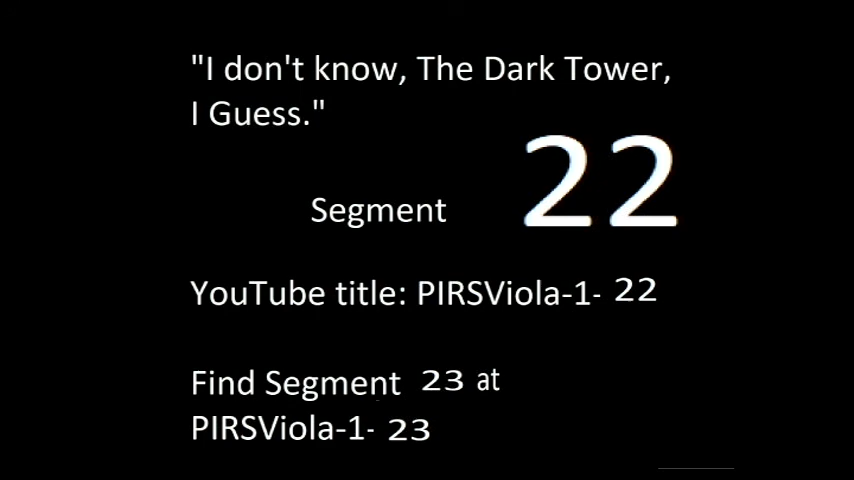 "I don't know, The Dark Tower,
I Guess."
Segment 22
YouTube title: PIRSViola-1- 22
Find Segment 23 at
PIRSViola-1- 23